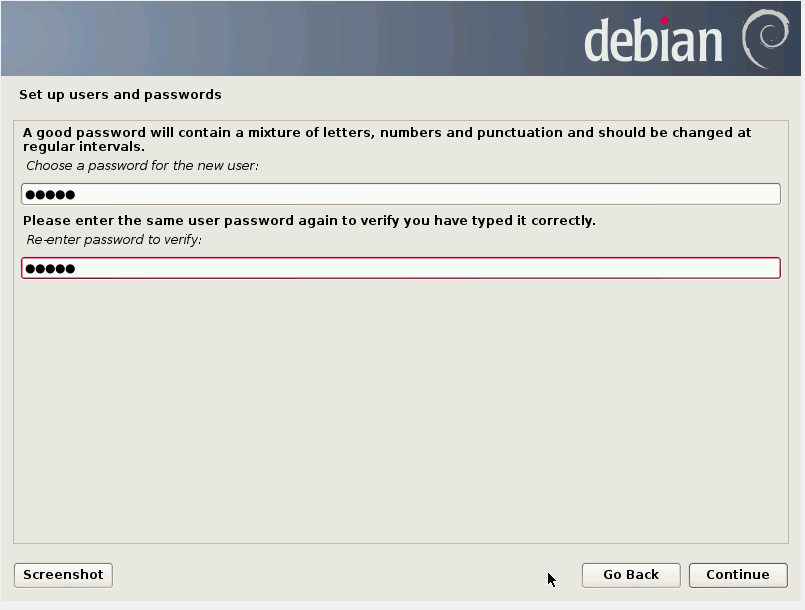 debian
Set up users and passwords
A good password will contain a mixture of letters, numbers and punctuation and should be changed at
regular intervals.
Choose a password for the new user:
●●●●●
Please enter the same user password again to verify you have typed it correctly.
Re-enter password to verify:
●●●●●
Screenshot
Go Back
Continue